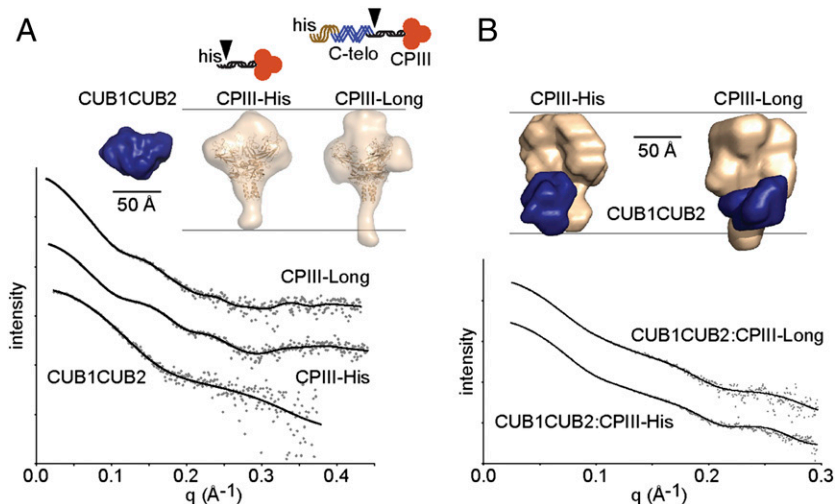 A
his
his
C-telo
CPIII
CUB1CUB2
CPIII-His
CPIII-Long
50 Å
CPIII-Long
CPIII-His
CUB1CUB2
intensity
0.0 0.1 0.2 0.3 0.4
q (Å-1)
B
CPIII-His
CPIII-Long
50 Å
CUB1CUB2
CUB1CUB2:CPIII-Long
CUB1CUB2:CPIII-His
intensity
0.0 0.1 0.2 0.3
q (Å-1)